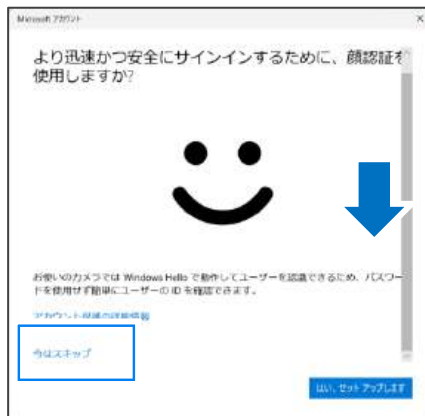 Microsoft アカウント
より迅速かつ安全にサインインするために、顔認証を
使用しますか?
お使いのカメラでは Windows Hello で動作してユーザーを認識できるため、パスワー
ドを使用せず簡単にユーザーの ID を確認できます。
今はスキップ
はい、セットアップします